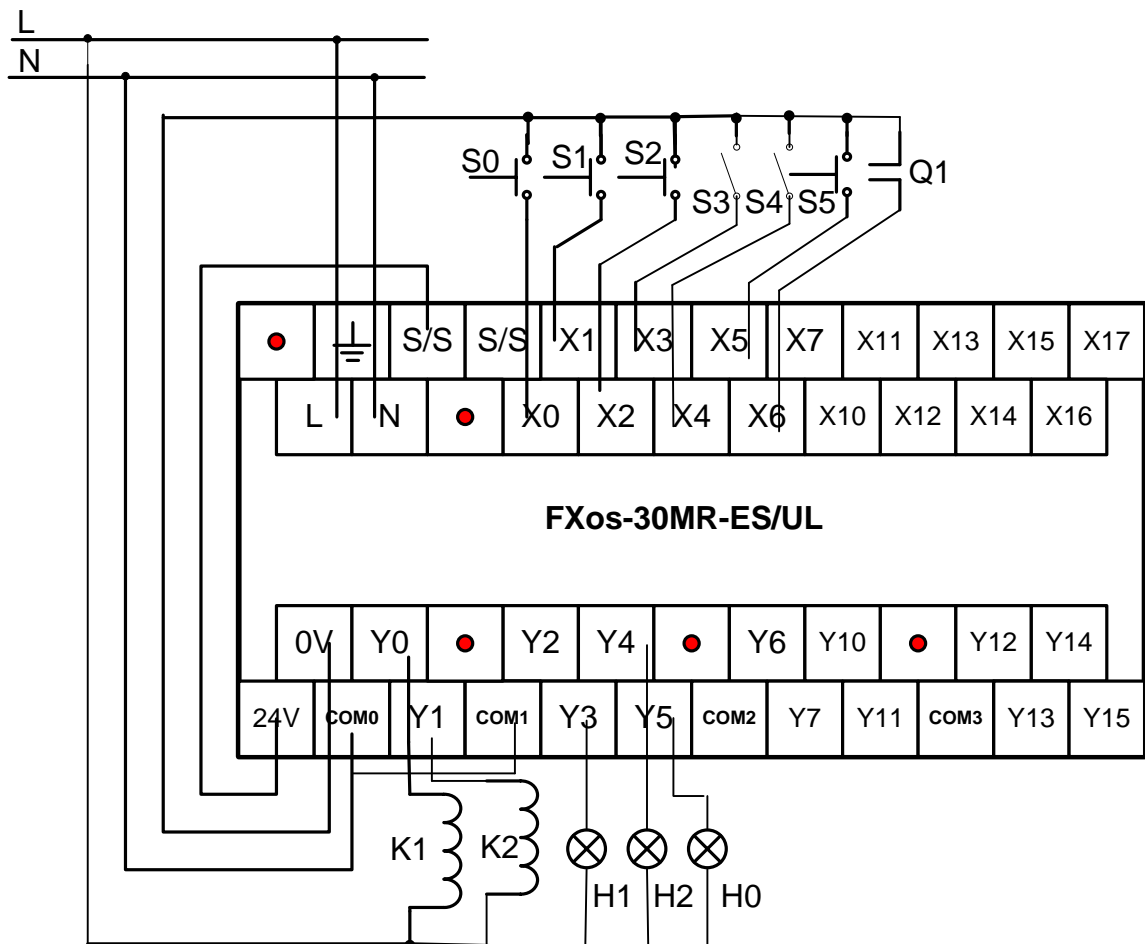 L
N
S0 S1 S2 S3 S4 S5 Q1
S/S S/S X1 X3 X5 X7 X11 X13 X15 X17
L N X0 X2 X4 X6 X10 X12 X14 X16
FXos-30MR-ES/UL
0V Y0 Y2 Y4 Y6 Y10 Y12 Y14
24V COM0 Y1 COM1 Y3 Y5 COM2 Y7 Y11 COM3 Y13 Y15
K1 K2
H1 H2 H0